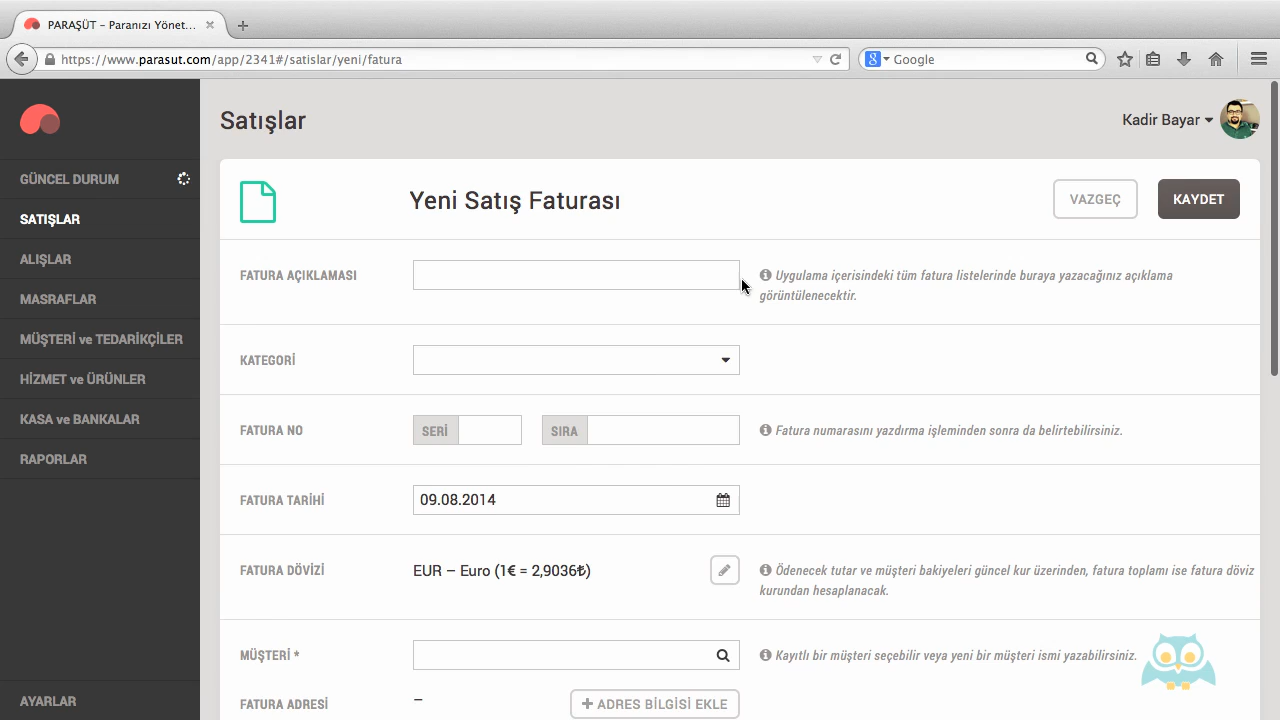 PARAŞÜT – Paranızı Yönet...
https://www.parasut.com/app/2341#/satislar/yeni/fatura
Google
Satışlar
Kadir Bayar
GÜNCEL DURUM
SATIŞLAR
ALIŞLAR
MASRAFLAR
MÜŞTERİ ve TEDARİKÇİLER
HİZMET ve ÜRÜNLER
KASA ve BANKALAR
RAPORLAR
AYARLAR
Yeni Satış Faturası
VAZGEÇ
KAYDET
FATURA AÇIKLAMASI
Uygulama içerisindeki tüm fatura listelerinde buraya yazacağınız açıklama
görüntülenecektir.
KATEGORİ
FATURA NO
SERİ
SIRA
Fatura numarasını yazdırma işleminden sonra da belirtebilirsiniz.
FATURA TARİHİ
09.08.2014
FATURA DÖVİZİ
EUR – Euro (1€ = 2,9036₺)
Ödenecek tutar ve müşteri bakiyeleri güncel kur üzerinden, fatura toplamı ise fatura döviz
kurundan hesaplanacak.
MÜŞTERİ *
Kayıtlı bir müşteri seçebilir veya yeni bir müşteri ismi yazabilirsiniz.
FATURA ADRESİ
–
+ ADRES BİLGİSİ EKLE